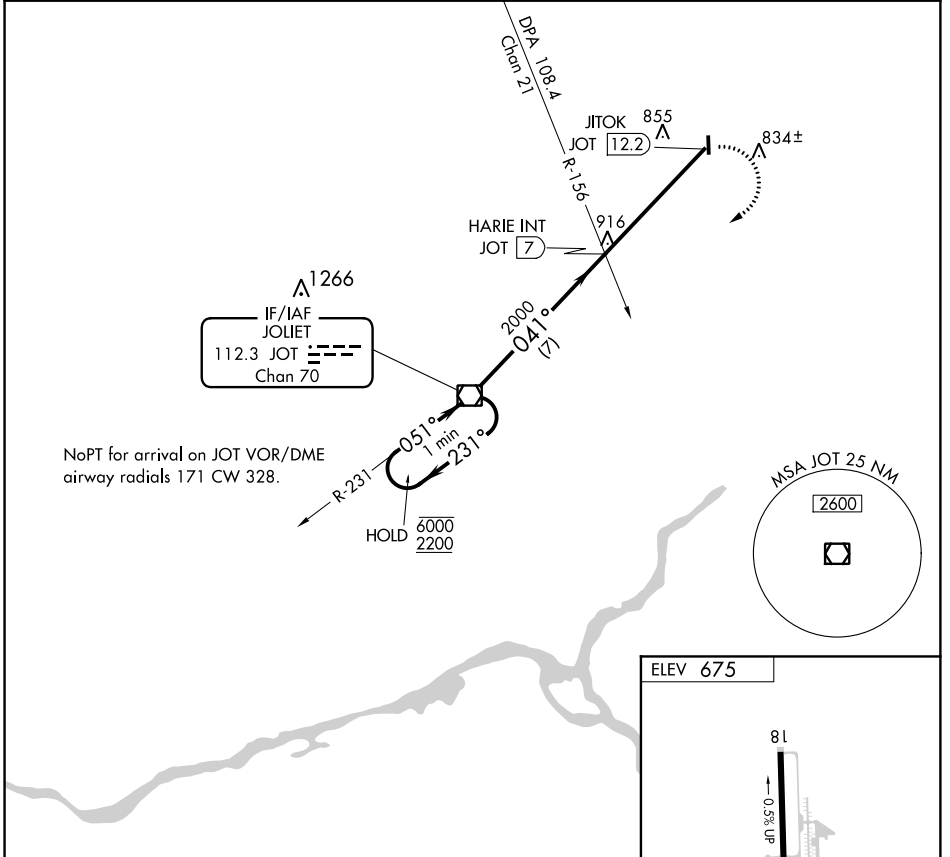 DPA 108.4
Chan 21
R-156
JITOK
JOT 12.2
855
834±
HARIE INT
JOT 7
916
1266
IF/IAF
JOLIET
112.3 JOT
Chan 70
2000
041°
(7)
NoPT for arrival on JOT VOR/DME
airway radials 171 CW 328.
051°
1 min
231°
R-231
HOLD 6000
2200
MSA JOT 25 NM
2600
ELEV 675
18
0.5% UP